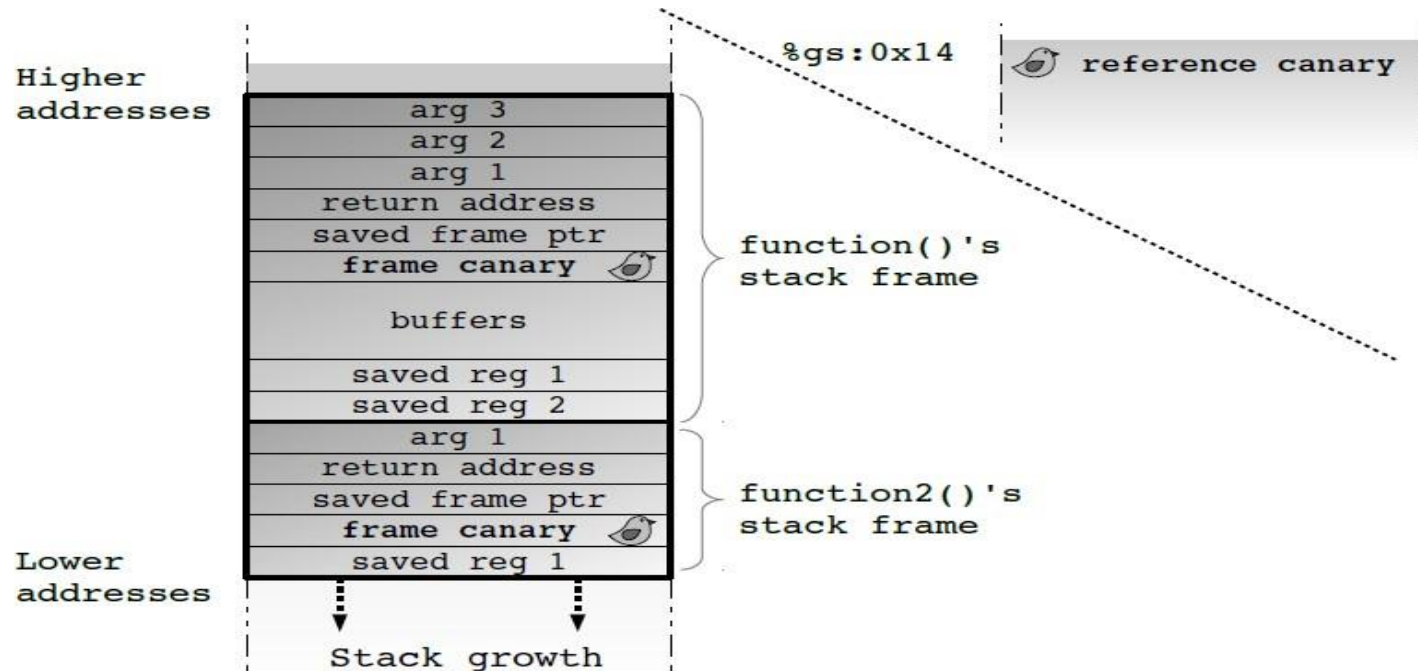 %gs:0x14
reference canary
Higher
addresses
arg 3
arg 2
arg 1
return address
saved frame ptr
frame canary
buffers
saved reg 1
saved reg 2
function()'s
stack frame
arg 1
return address
saved frame ptr
frame canary
saved reg 1
function2()'s
stack frame
Lower
addresses
Stack growth